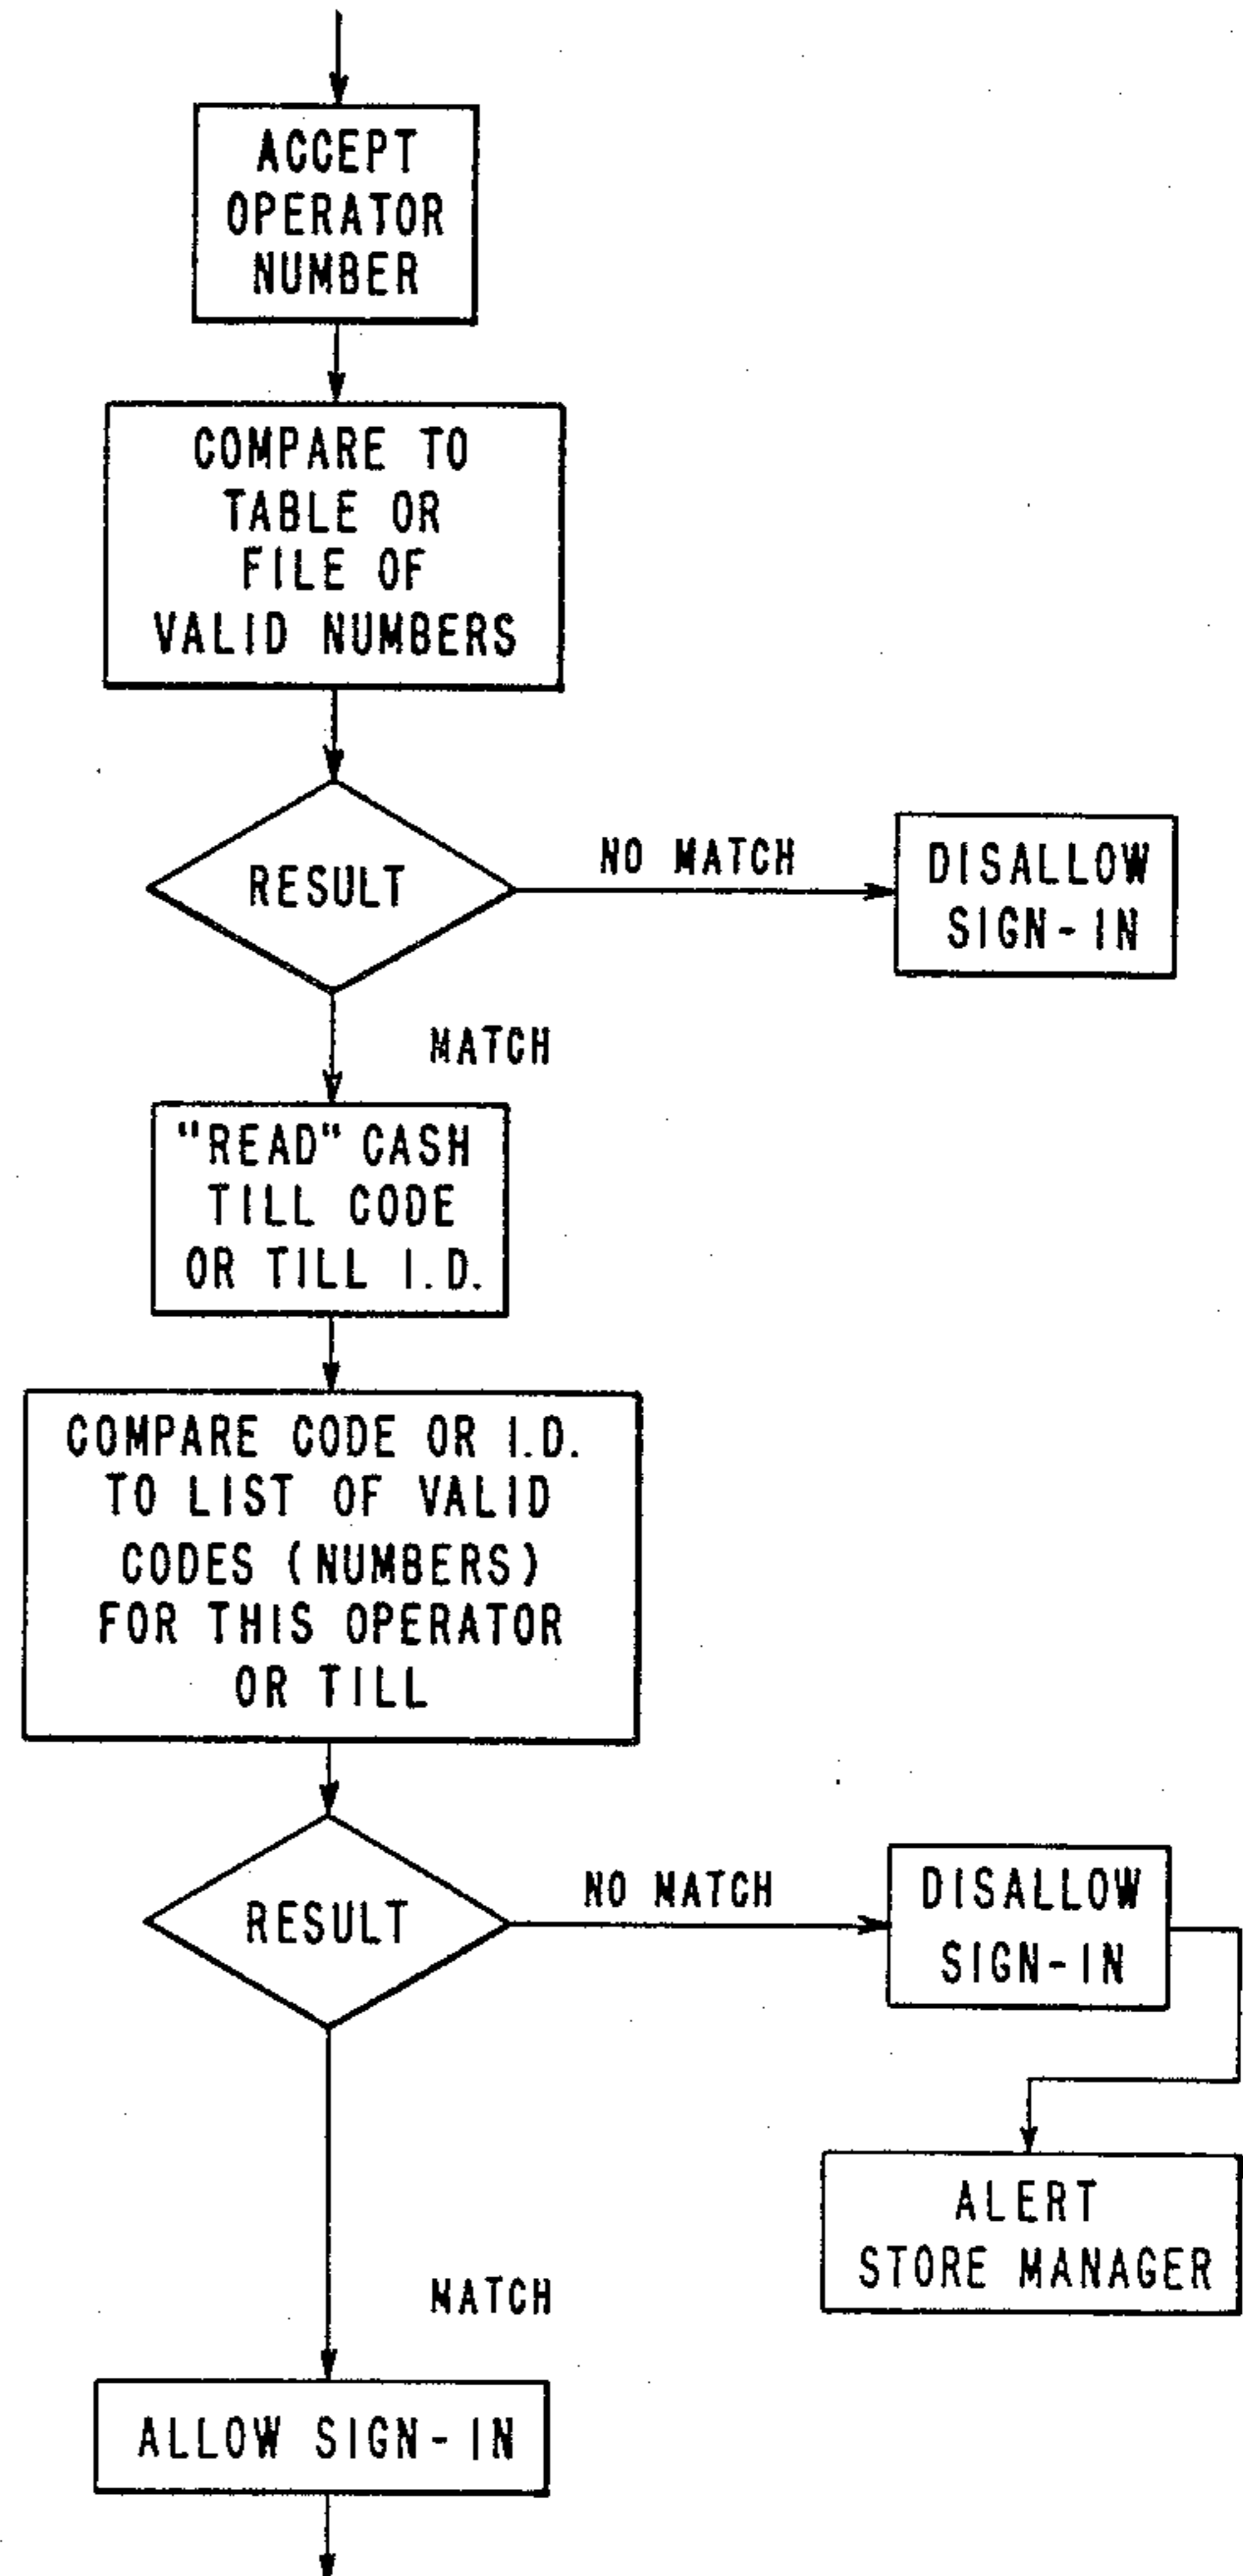 ACCEPT
OPERATOR
NUMBER
COMPARE TO
TABLE OR
FILE OF
VALID NUMBERS
RESULT
NO MATCH
DISALLOW
SIGN-IN
MATCH
"READ" CASH
TILL CODE
OR TILL I.D.
COMPARE CODE OR I.D.
TO LIST OF VALID
CODES (NUMBERS)
FOR THIS OPERATOR
OR TILL
RESULT
NO MATCH
DISALLOW
SIGN-IN
ALERT
STORE MANAGER
MATCH
ALLOW SIGN-IN